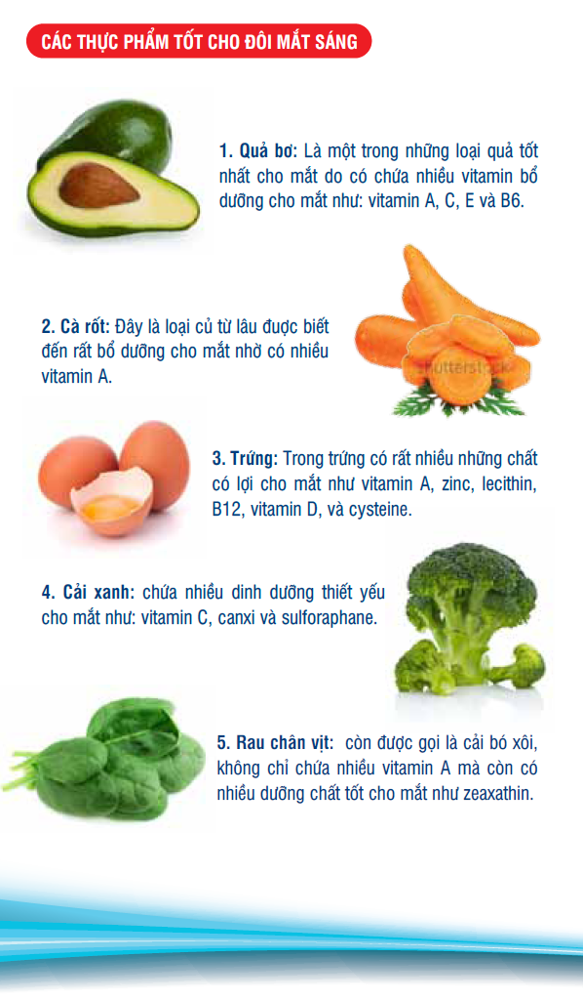 CÁC THỰC PHẨM TỐT CHO ĐÔI MẮT SÁNG
1. Quả bơ: Là một trong những loại quả tốt
nhất cho mắt do có chứa nhiều vitamin bổ
dưỡng cho mắt như: vitamin A, C, E và B6.
2. Cà rốt: Đây là loại củ từ lâu đuợc biết
đến rất bổ dưỡng cho mắt nhờ có nhiều
vitamin A.
shutterstock
3. Trứng: Trong trứng có rất nhiều những chất
có lợi cho mắt như vitamin A, zinc, lecithin,
B12, vitamin D, và cysteine.
4. Cải xanh: chứa nhiều dinh dưỡng thiết yếu
cho mắt như: vitamin C, canxi và sulforaphane.
5. Rau chân vịt: còn được gọi là cải bó xôi,
không chỉ chứa nhiều vitamin A mà còn có
nhiều dưỡng chất tốt cho mắt như zeaxathin.